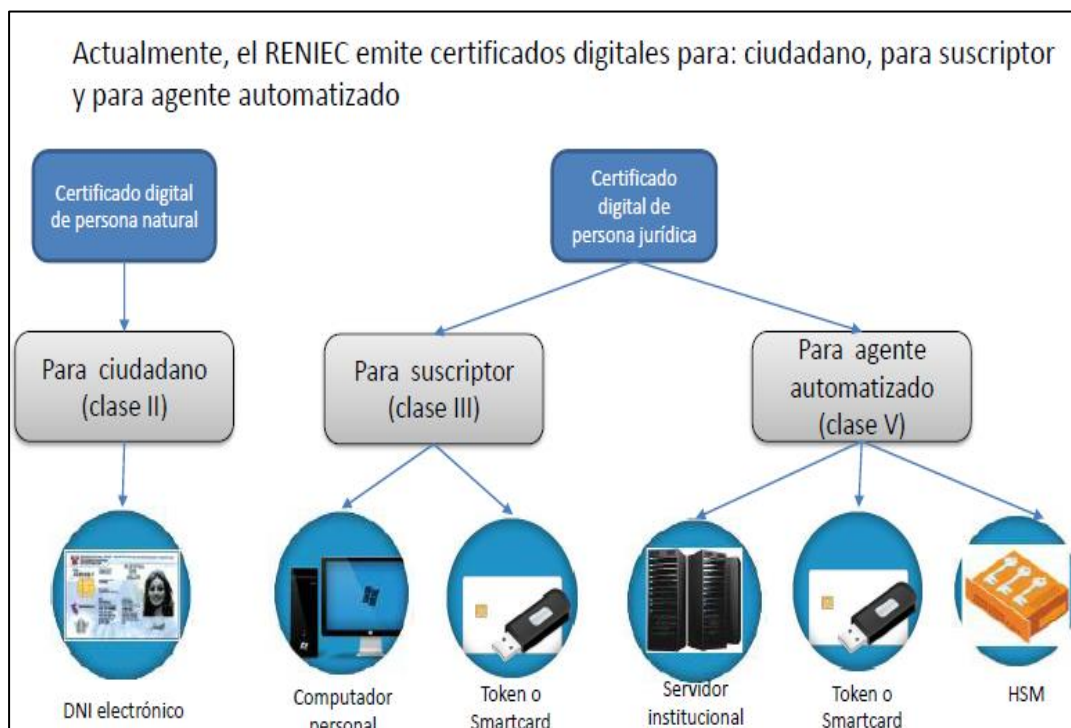 Actualmente, el RENIEC emite certificados digitales para: ciudadano, para suscriptor
y para agente automatizado
Certificado digital
de persona natural
Certificado
digital de
persona jurídica
Para ciudadano
(clase II)
Para suscriptor
(clase III)
Para agente
automatizado
(clase V)
DNI electrónico
Computador
personal
Token o
Smartcard
Servidor
institucional
Token o
Smartcard
HSM